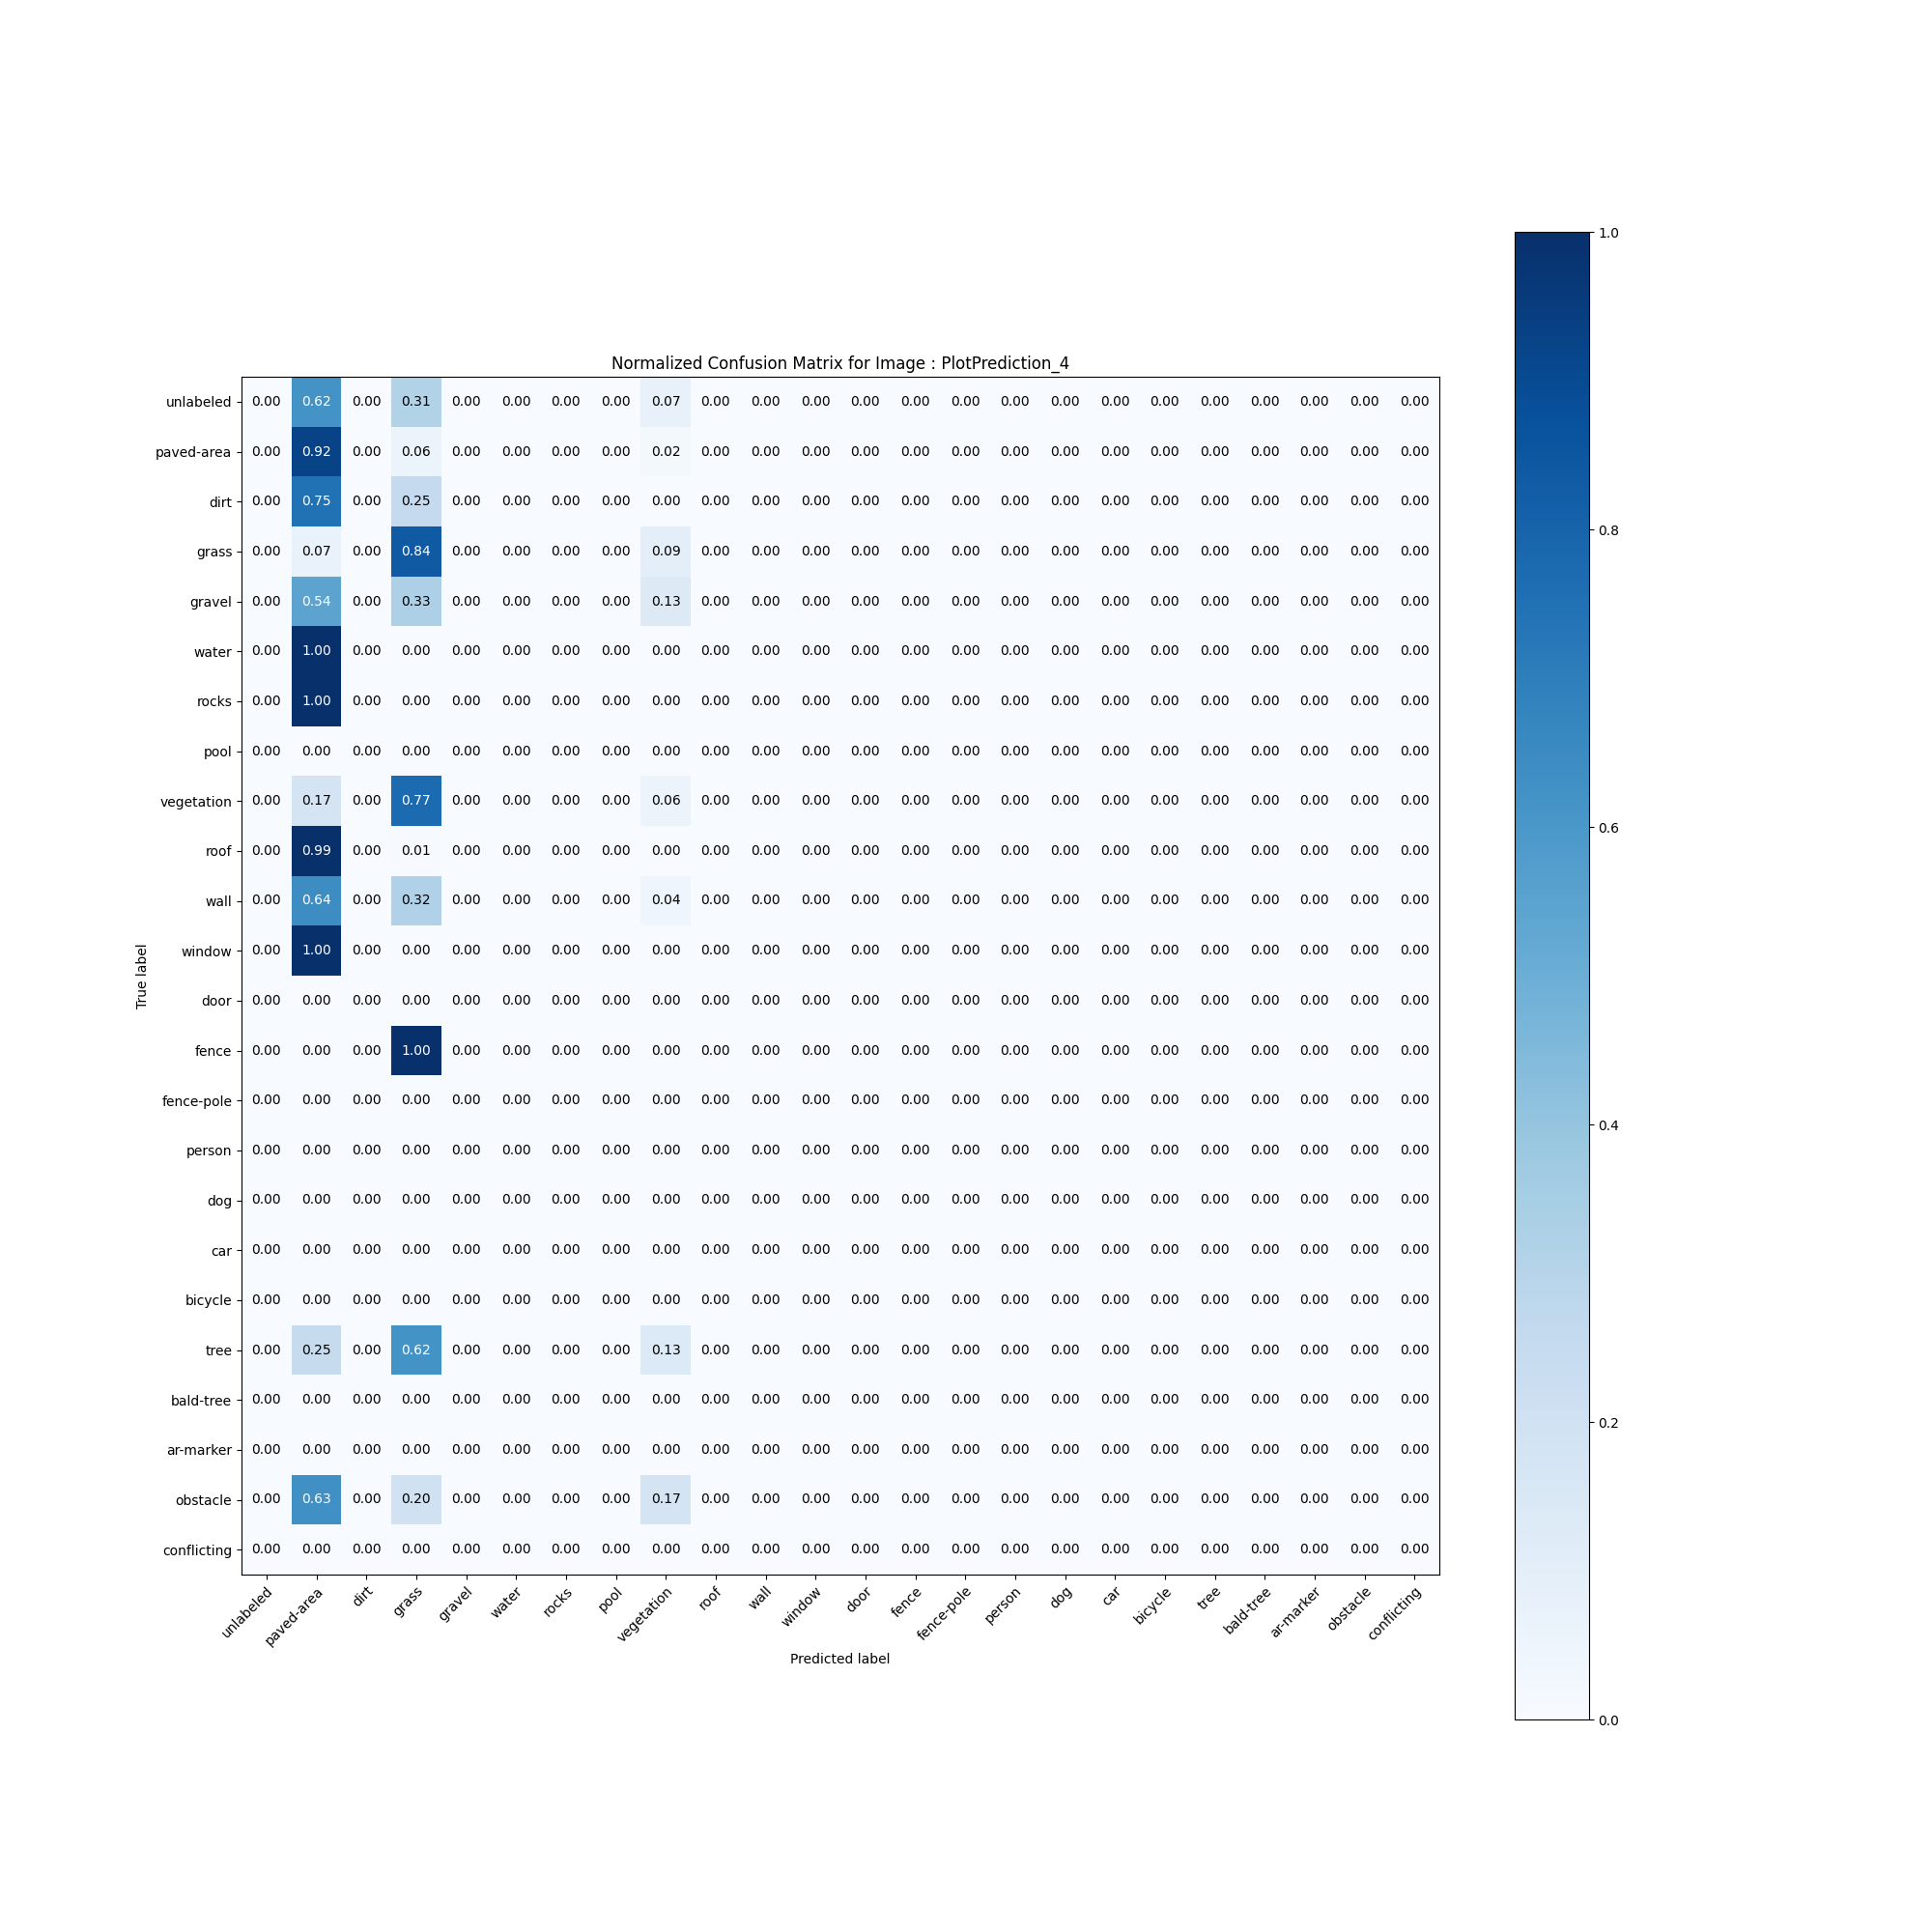 Normalized Confusion Matrix for Image : PlotPrediction_4
unlabeled 0.00 0.62 0.00 0.31 0.00 0.00 0.00 0.00 0.07 0.00 0.00 0.00 0.00 0.00 0.00 0.00 0.00 0.00 0.00 0.00 0.00 0.00 0.00 0.00
paved-area 0.00 0.92 0.00 0.06 0.00 0.00 0.00 0.00 0.02 0.00 0.00 0.00 0.00 0.00 0.00 0.00 0.00 0.00 0.00 0.00 0.00 0.00 0.00 0.00
dirt 0.00 0.75 0.00 0.25 0.00 0.00 0.00 0.00 0.00 0.00 0.00 0.00 0.00 0.00 0.00 0.00 0.00 0.00 0.00 0.00 0.00 0.00 0.00 0.00
grass 0.00 0.07 0.00 0.84 0.00 0.00 0.00 0.00 0.09 0.00 0.00 0.00 0.00 0.00 0.00 0.00 0.00 0.00 0.00 0.00 0.00 0.00 0.00 0.00
gravel 0.00 0.54 0.00 0.33 0.00 0.00 0.00 0.00 0.13 0.00 0.00 0.00 0.00 0.00 0.00 0.00 0.00 0.00 0.00 0.00 0.00 0.00 0.00 0.00
water 0.00 1.00 0.00 0.00 0.00 0.00 0.00 0.00 0.00 0.00 0.00 0.00 0.00 0.00 0.00 0.00 0.00 0.00 0.00 0.00 0.00 0.00 0.00 0.00
rocks 0.00 1.00 0.00 0.00 0.00 0.00 0.00 0.00 0.00 0.00 0.00 0.00 0.00 0.00 0.00 0.00 0.00 0.00 0.00 0.00 0.00 0.00 0.00 0.00
pool 0.00 0.00 0.00 0.00 0.00 0.00 0.00 0.00 0.00 0.00 0.00 0.00 0.00 0.00 0.00 0.00 0.00 0.00 0.00 0.00 0.00 0.00 0.00 0.00
vegetation 0.00 0.17 0.00 0.77 0.00 0.00 0.00 0.00 0.06 0.00 0.00 0.00 0.00 0.00 0.00 0.00 0.00 0.00 0.00 0.00 0.00 0.00 0.00 0.00
roof 0.00 0.99 0.00 0.01 0.00 0.00 0.00 0.00 0.00 0.00 0.00 0.00 0.00 0.00 0.00 0.00 0.00 0.00 0.00 0.00 0.00 0.00 0.00 0.00
wall 0.00 0.64 0.00 0.32 0.00 0.00 0.00 0.00 0.04 0.00 0.00 0.00 0.00 0.00 0.00 0.00 0.00 0.00 0.00 0.00 0.00 0.00 0.00 0.00
window 0.00 1.00 0.00 0.00 0.00 0.00 0.00 0.00 0.00 0.00 0.00 0.00 0.00 0.00 0.00 0.00 0.00 0.00 0.00 0.00 0.00 0.00 0.00 0.00
door 0.00 0.00 0.00 0.00 0.00 0.00 0.00 0.00 0.00 0.00 0.00 0.00 0.00 0.00 0.00 0.00 0.00 0.00 0.00 0.00 0.00 0.00 0.00 0.00
fence 0.00 0.00 0.00 1.00 0.00 0.00 0.00 0.00 0.00 0.00 0.00 0.00 0.00 0.00 0.00 0.00 0.00 0.00 0.00 0.00 0.00 0.00 0.00 0.00
fence-pole 0.00 0.00 0.00 0.00 0.00 0.00 0.00 0.00 0.00 0.00 0.00 0.00 0.00 0.00 0.00 0.00 0.00 0.00 0.00 0.00 0.00 0.00 0.00 0.00
person 0.00 0.00 0.00 0.00 0.00 0.00 0.00 0.00 0.00 0.00 0.00 0.00 0.00 0.00 0.00 0.00 0.00 0.00 0.00 0.00 0.00 0.00 0.00 0.00
dog 0.00 0.00 0.00 0.00 0.00 0.00 0.00 0.00 0.00 0.00 0.00 0.00 0.00 0.00 0.00 0.00 0.00 0.00 0.00 0.00 0.00 0.00 0.00 0.00
car 0.00 0.00 0.00 0.00 0.00 0.00 0.00 0.00 0.00 0.00 0.00 0.00 0.00 0.00 0.00 0.00 0.00 0.00 0.00 0.00 0.00 0.00 0.00 0.00
bicycle 0.00 0.00 0.00 0.00 0.00 0.00 0.00 0.00 0.00 0.00 0.00 0.00 0.00 0.00 0.00 0.00 0.00 0.00 0.00 0.00 0.00 0.00 0.00 0.00
tree 0.00 0.25 0.00 0.62 0.00 0.00 0.00 0.00 0.13 0.00 0.00 0.00 0.00 0.00 0.00 0.00 0.00 0.00 0.00 0.00 0.00 0.00 0.00 0.00
bald-tree 0.00 0.00 0.00 0.00 0.00 0.00 0.00 0.00 0.00 0.00 0.00 0.00 0.00 0.00 0.00 0.00 0.00 0.00 0.00 0.00 0.00 0.00 0.00 0.00
ar-marker 0.00 0.00 0.00 0.00 0.00 0.00 0.00 0.00 0.00 0.00 0.00 0.00 0.00 0.00 0.00 0.00 0.00 0.00 0.00 0.00 0.00 0.00 0.00 0.00
obstacle 0.00 0.63 0.00 0.20 0.00 0.00 0.00 0.00 0.17 0.00 0.00 0.00 0.00 0.00 0.00 0.00 0.00 0.00 0.00 0.00 0.00 0.00 0.00 0.00
conflicting 0.00 0.00 0.00 0.00 0.00 0.00 0.00 0.00 0.00 0.00 0.00 0.00 0.00 0.00 0.00 0.00 0.00 0.00 0.00 0.00 0.00 0.00 0.00 0.00
True label
unlabeled paved-area dirt grass gravel water rocks pool vegetation roof wall window door fence fence-pole person dog car bicycle tree bald-tree ar-marker obstacle conflicting
Predicted label
1.0
0.8
0.6
0.4
0.2
0.0